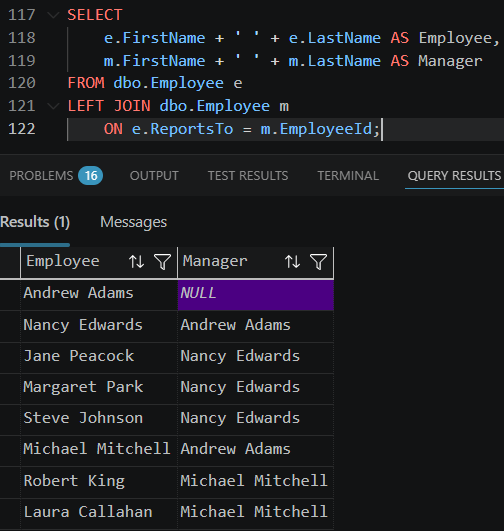 117 SELECT
118 e.FirstName + ' ' + e.LastName AS Employee,
119 m.FirstName + ' ' + m.LastName AS Manager
120 FROM dbo.Employee e
121 LEFT JOIN dbo.Employee m
122 ON e.ReportsTo = m.EmployeeId;
PROBLEMS 16 OUTPUT TEST RESULTS TERMINAL QUERY RESULTS
Results (1) Messages
Employee Manager
Andrew Adams NULL
Nancy Edwards Andrew Adams
Jane Peacock Nancy Edwards
Margaret Park Nancy Edwards
Steve Johnson Nancy Edwards
Michael Mitchell Andrew Adams
Robert King Michael Mitchell
Laura Callahan Michael Mitchell